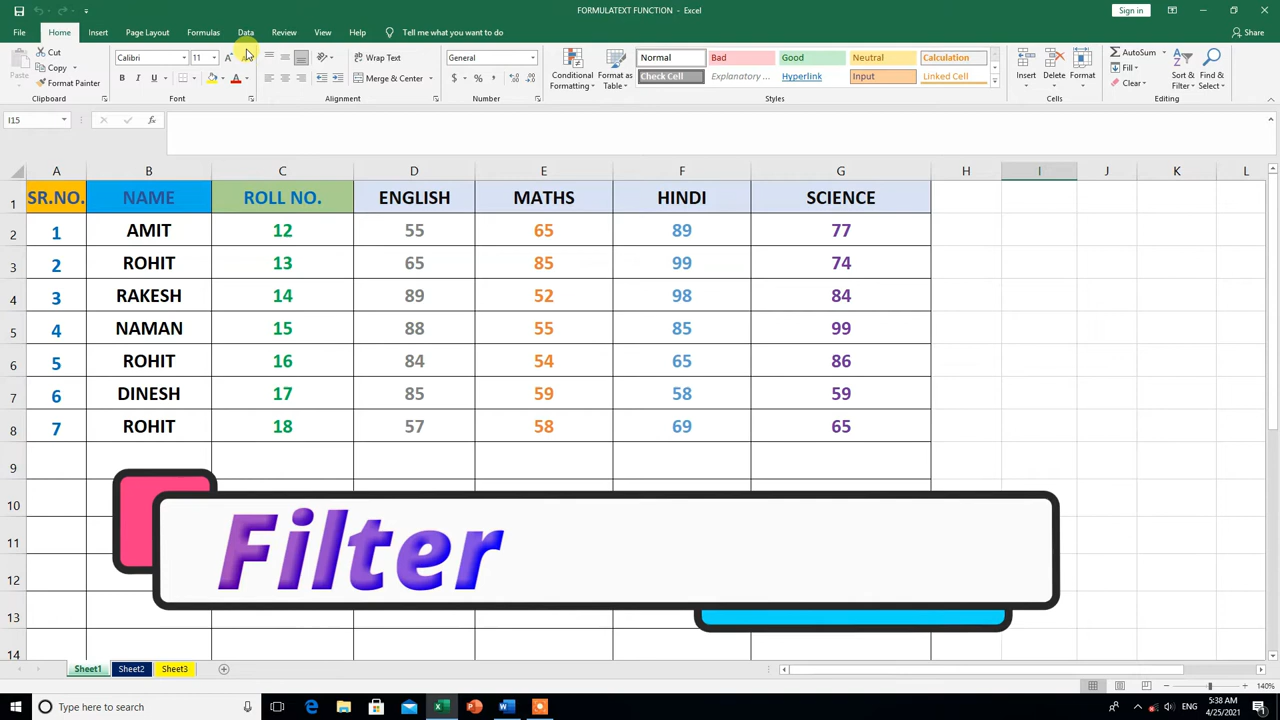 FORMULATEXT FUNCTION - Excel
Sign in
File Home Insert Page Layout Formulas Data Review View Help Tell me what you want to do Share
Paste
Cut
Copy
Format Painter
Clipboard
Calibri 11
B I U
Font
Wrap Text
Merge & Center
Alignment
General
$ % ,
Number
Conditional Formatting
Format as Table
Normal Bad Good Neutral Calculation
Check Cell Explanatory ... Hyperlink Input Linked Cell
Styles
Insert Delete Format
Cells
AutoSum
Fill
Clear
Sort & Filter
Find & Select
Editing
I15 fx
A B C D E F G H I J K L
1 SR.NO. NAME ROLL NO. ENGLISH MATHS HINDI SCIENCE
2 1 AMIT 12 55 65 89 77
3 2 ROHIT 13 65 85 99 74
4 3 RAKESH 14 89 52 98 84
5 4 NAMAN 15 88 55 85 99
6 5 ROHIT 16 84 54 65 86
7 6 DINESH 17 85 59 58 59
8 7 ROHIT 18 57 58 69 65
9
10
11
12
13
14
Filter
Sheet1 Sheet2 Sheet3
140%
Type here to search
ENG
5:38 AM
4/25/2021